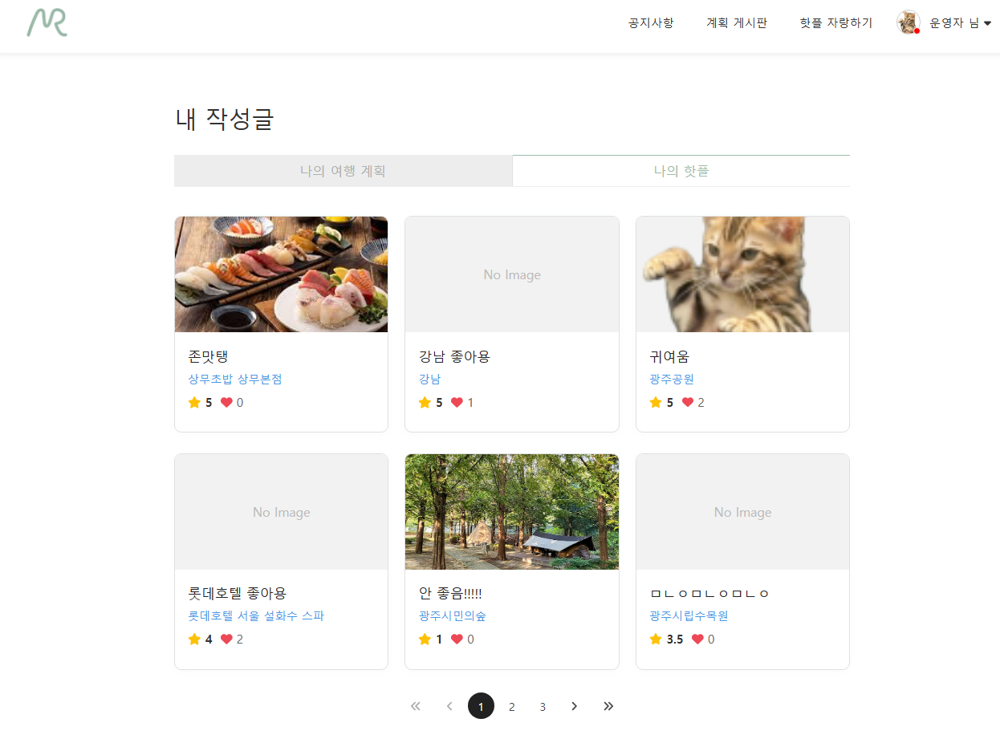 MR
공지사항
계획 게시판
핫플 자랑하기
운영자 님
내 작성글
나의 여행 계획
나의 핫플
존맛탱
상무초밥 상무본점
5 0
No Image
강남 좋아용
강남
5 1
귀여움
광주공원
5 2
No Image
롯데호텔 좋아용
롯데호텔 서울 설화수 스파
4 2
안 좋음!!!!!
광주시민의숲
1 0
No Image
ㅁㄴㅇㅁㄴㅇㅁㄴㅇ
광주시립수목원
3.5 0
« ‹ 1 2 3 › »